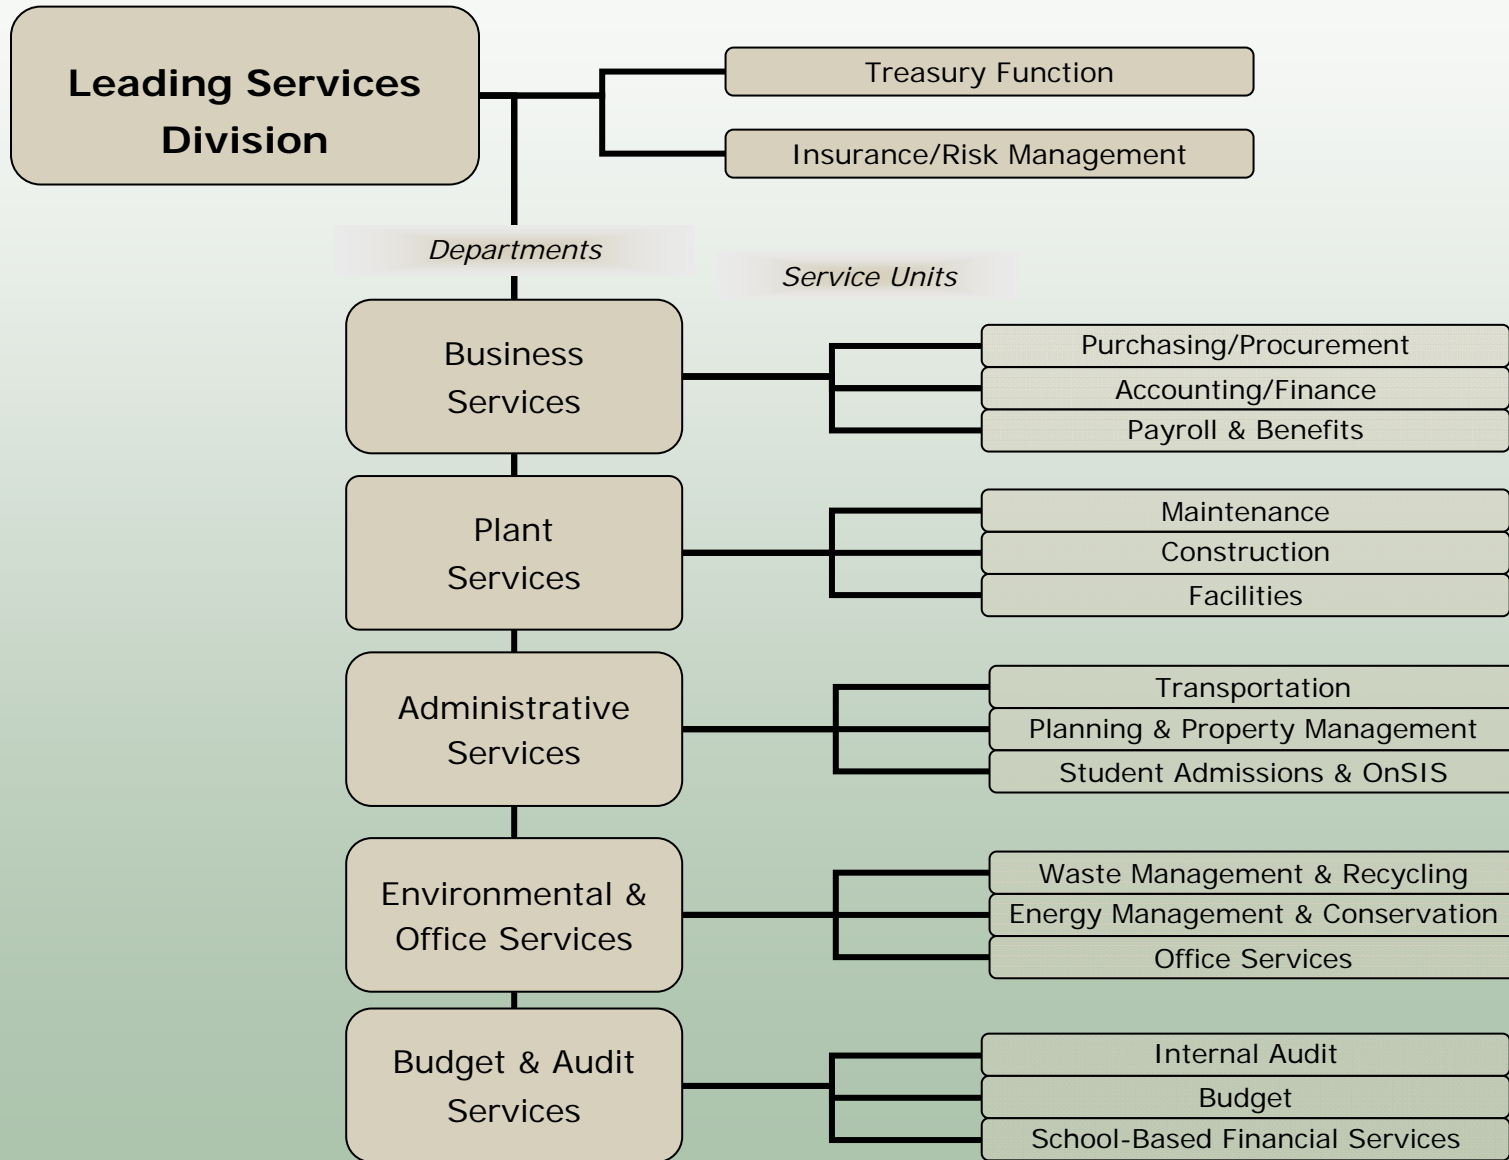 Leading Services
Division
Treasury Function
Insurance/Risk Management
Departments
Service Units
Business
Services
Purchasing/Procurement
Accounting/Finance
Payroll & Benefits
Plant
Services
Maintenance
Construction
Facilities
Administrative
Services
Transportation
Planning & Property Management
Student Admissions & OnSIS
Environmental &
Office Services
Waste Management & Recycling
Energy Management & Conservation
Office Services
Budget & Audit
Services
Internal Audit
Budget
School-Based Financial Services